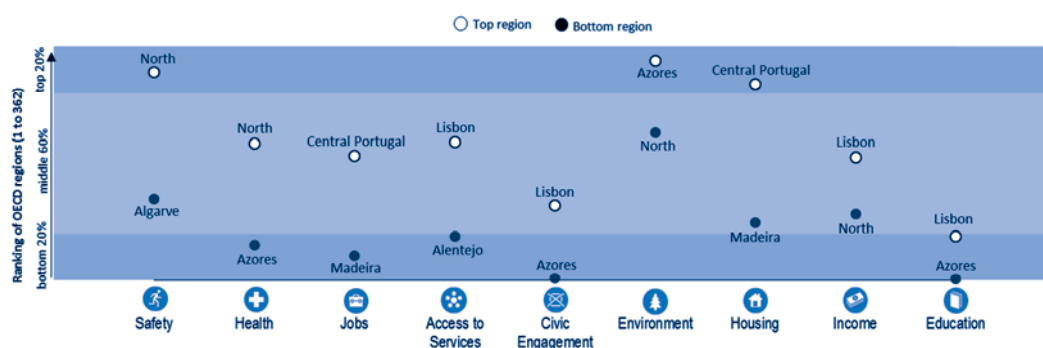 Top region
Bottom region
Ranking of OECD regions (1 to 362)
top 20%
middle 60%
bottom 20%
North
Algarve
North
Azores
Central Portugal
Madeira
Lisbon
Alentejo
Lisbon
Azores
Azores
North
Central Portugal
Madeira
Lisbon
North
Lisbon
Azores
Safety
Health
Jobs
Access to
Services
Civic
Engagement
Environment
Housing
Income
Education